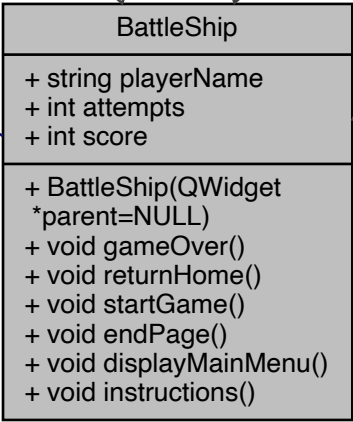 BattleShip
+ string playerName
+ int attempts
+ int score
+ BattleShip(QWidget
*parent=NULL)
+ void gameOver()
+ void returnHome()
+ void startGame()
+ void endPage()
+ void displayMainMenu()
+ void instructions()